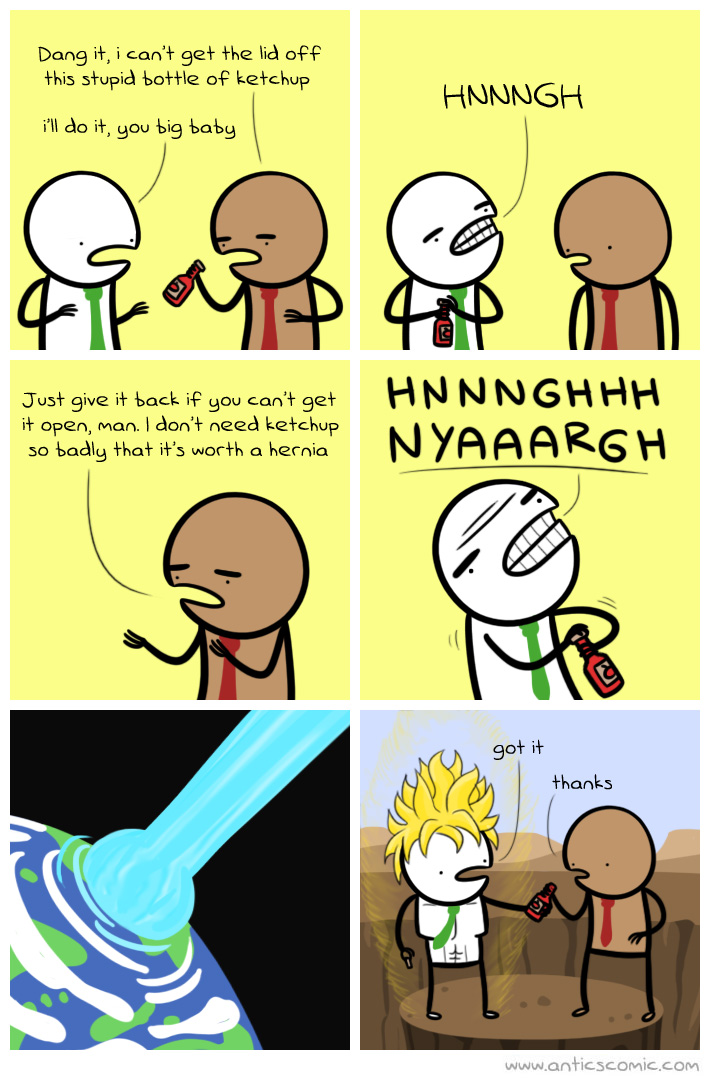 Dang it, i can't get the lid off
this stupid bottle of ketchup
i'll do it, you big baby
HNNNGH
Just give it back if you can't get
it open, man. I don't need ketchup
so badly that it's worth a hernia
HNNNGHHH
NYAAARGH
got it
thanks
www.anticscomic.com